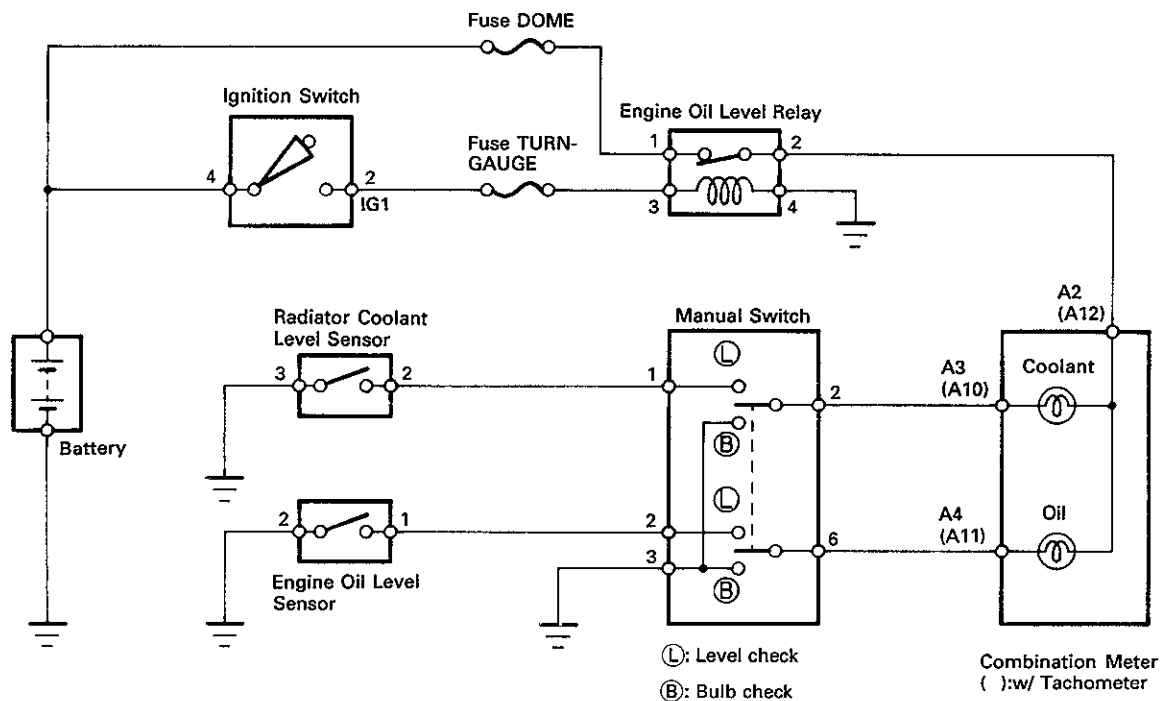 Fuse DOME
Ignition Switch
Engine Oil Level Relay
Fuse TURN-
GAUGE
1
2
4
2
IG1
3
4
A2
(A12)
Radiator Coolant
Level Sensor
Manual Switch
L
3
2
1
A3
(A10)
Coolant
2
B
Battery
L
2
1
2
A4
(A11)
Oil
6
3
Engine Oil Level
Sensor
B
L: Level check
B: Bulb check
Combination Meter
( ):w/ Tachometer